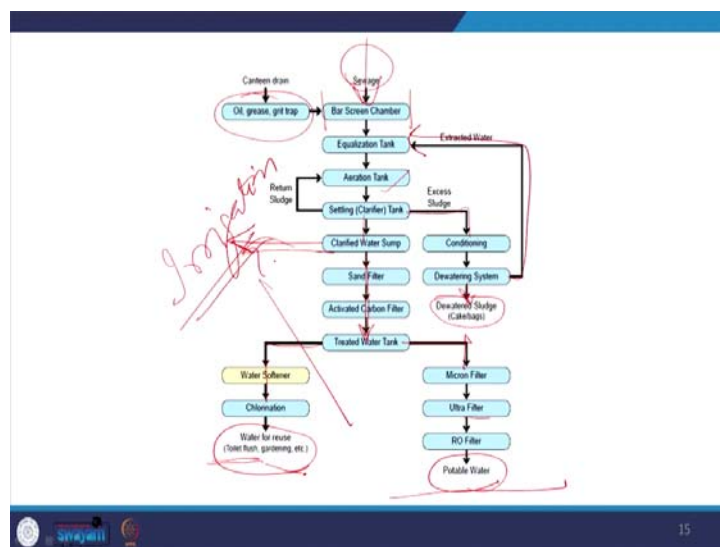 Canteen drain
Sewage
Oil, grease, grit trap
Bar Screen Chamber
Equalization Tank
Extracted Water
Aeration Tank
Return
Sludge
Excess
Sludge
Settling (Clarifier) Tank
Clarified Water Sump
Conditioning
Irrigation
Sand Filter
Dewatering System
Activated Carbon Filter
Dewatered Sludge
(Cake/bags)
Treated Water Tank
Water Softener
Micron Filter
Chlorination
Ultra Filter
Water for reuse
(Toilet flush, gardening, etc.)
RO Filter
Potable Water
swayam
15